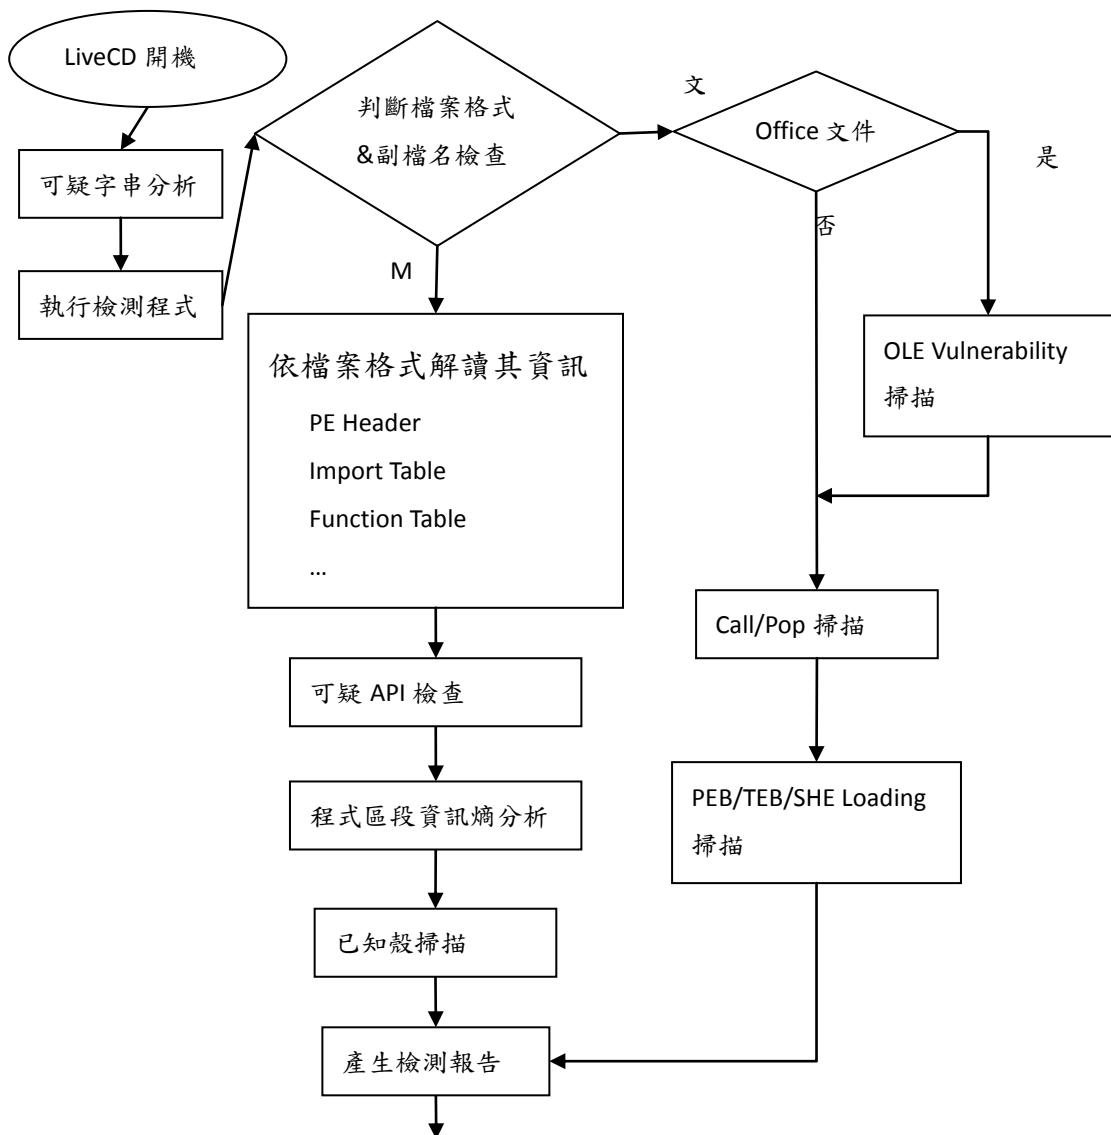 LiveCD 開機
可疑字串分析
執行檢測程式
判斷檔案格式
&副檔名檢查
文
Office 文件
是
否
M
OLE Vulnerability
掃描
依檔案格式解讀其資訊
PE Header
Import Table
Function Table
...
Call/Pop 掃描
可疑 API 檢查
PEB/TEB/SHE Loading
掃描
程式區段資訊熵分析
已知殼掃描
產生檢測報告